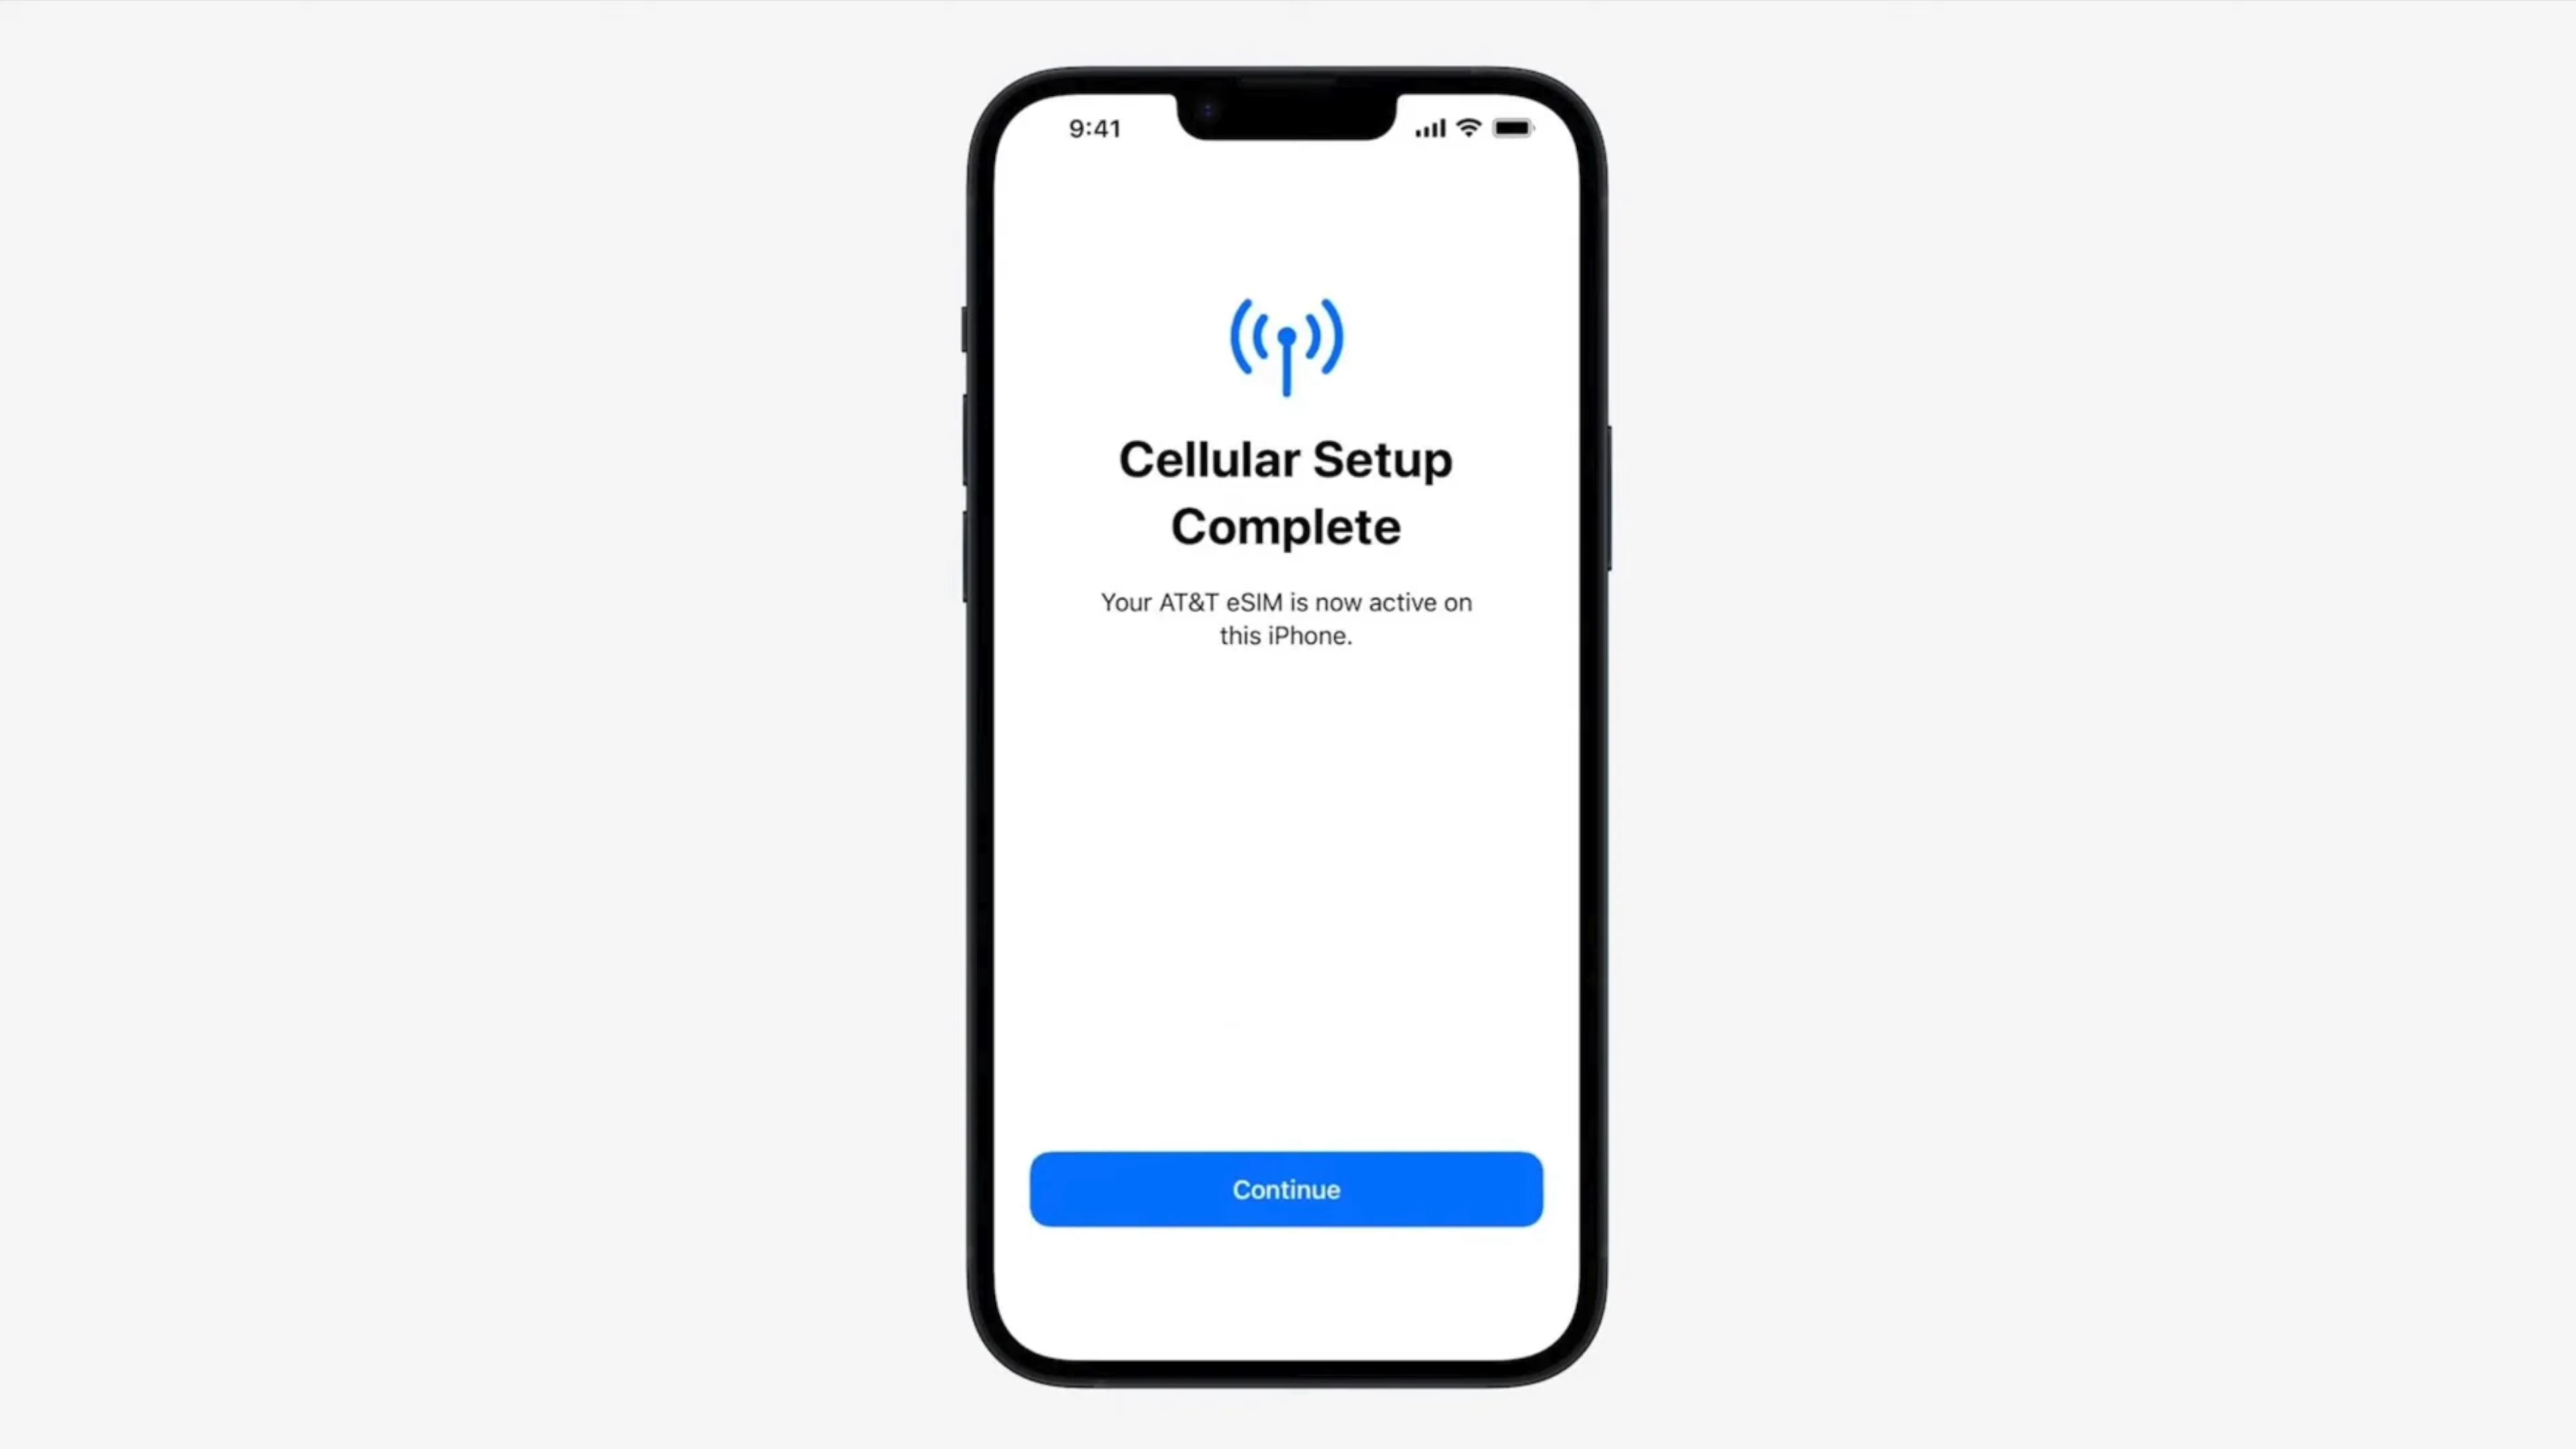 9:41
Cellular Setup
Complete
Your AT&T eSIM is now active on
this iPhone.
Continue